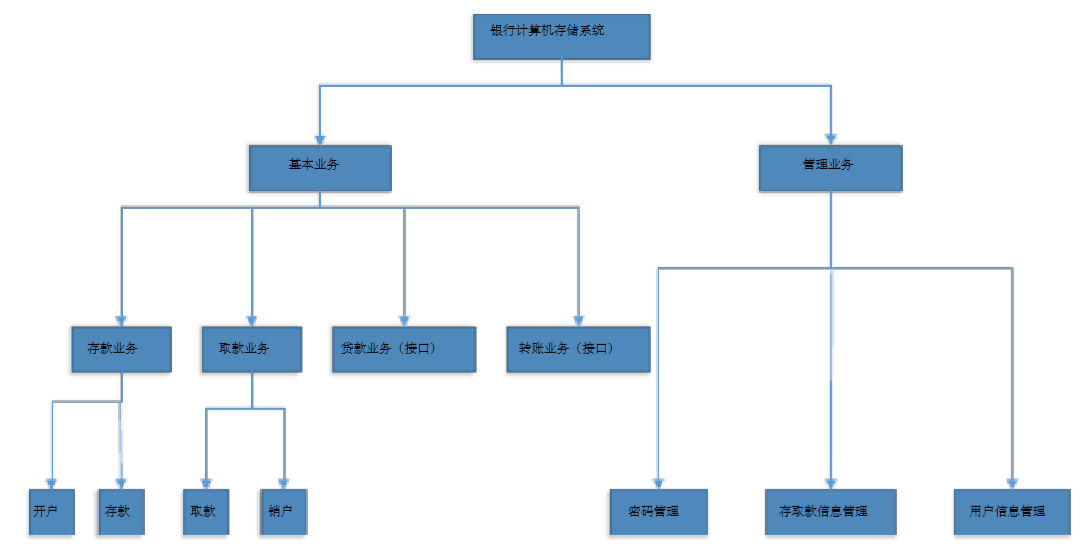 银行计算机存储系统
基本业务
管理业务
存款业务
取款业务
贷款业务（接口）
转账业务（接口）
开户
存款
取款
销户
密码管理
存取款信息管理
用户信息管理